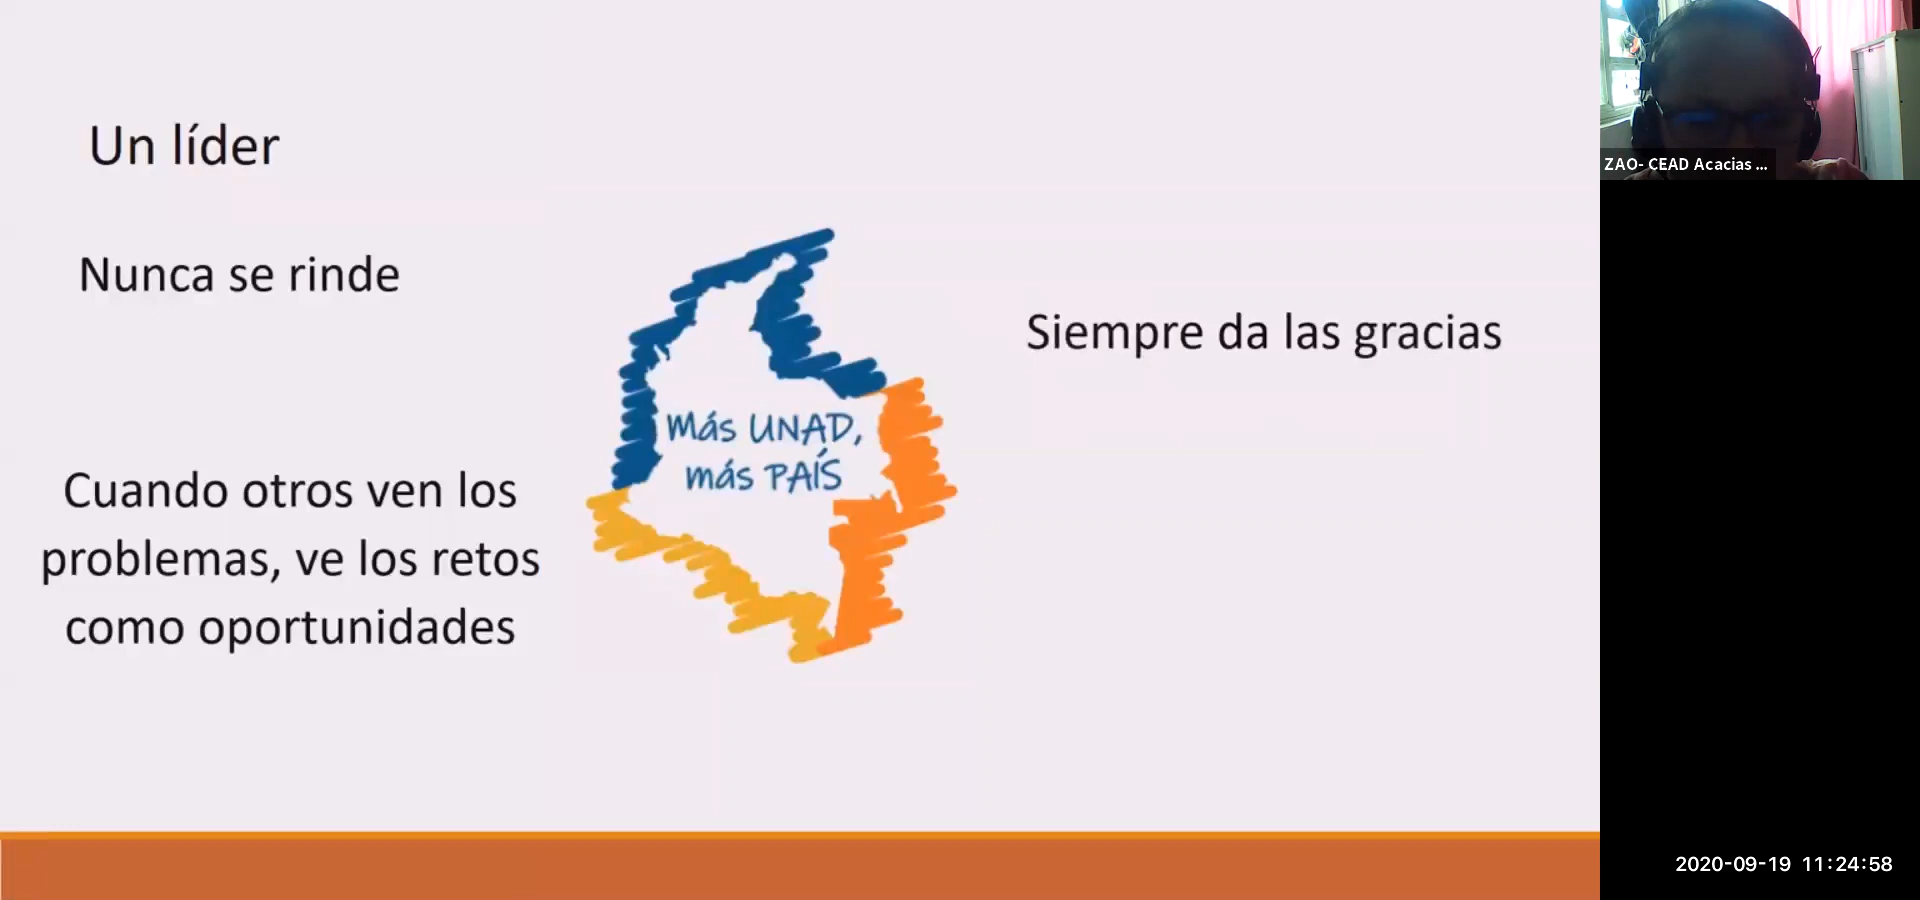 Un líder
Nunca se rinde
Siempre da las gracias
Más UNAD,
más PAÍS
Cuando otros ven los
problemas, ve los retos
como oportunidades
ZAO- CEAD Acacias ...
2020-09-19 11:24:58